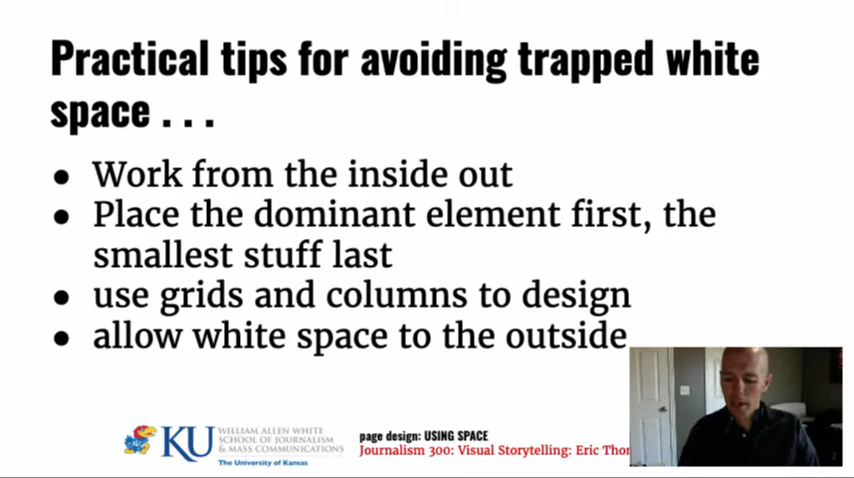 Practical tips for avoiding trapped white
space . . .
● Work from the inside out
● Place the dominant element first, the
smallest stuff last
● use grids and columns to design
● allow white space to the outside
KU
WILLIAM ALLEN WHITE
SCHOOL OF JOURNALISM
& MASS COMMUNICATIONS
The University of Kansas
page design: USING SPACE
Journalism 300: Visual Storytelling: Eric